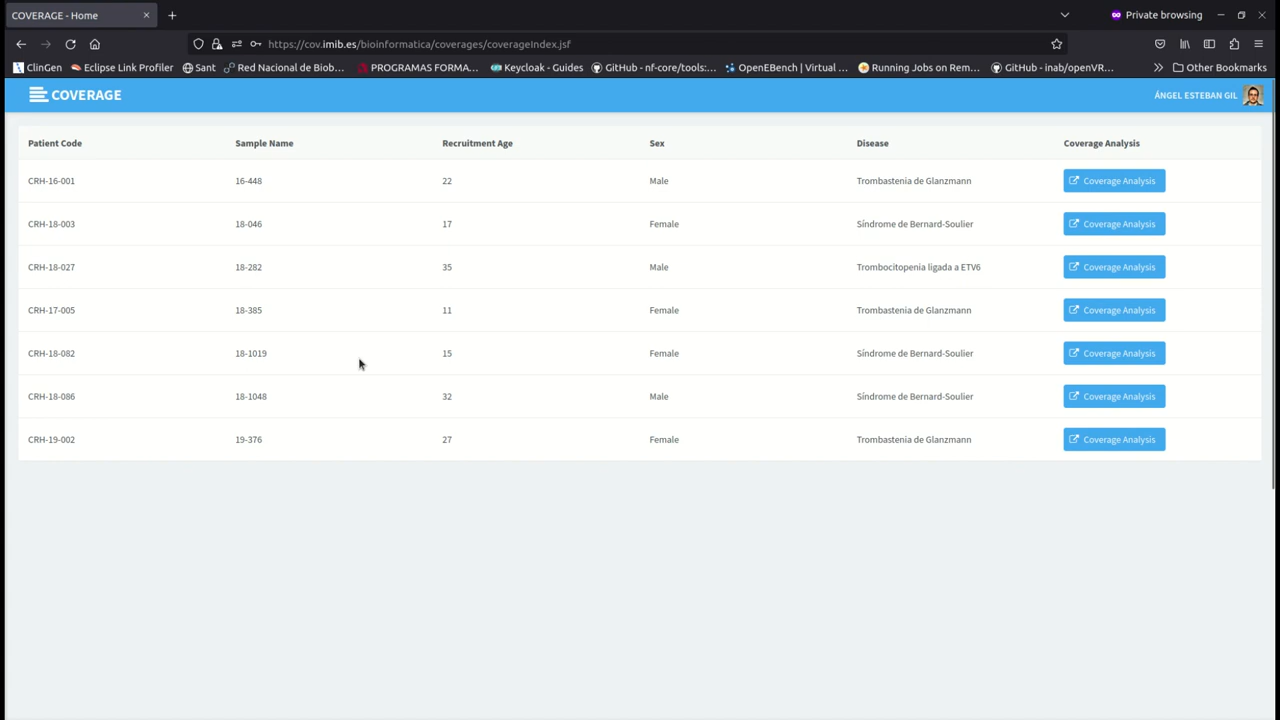 COVERAGE - Home
Private browsing
https://cov.imib.es/bioinformatica/coverages/coverageIndex.jsf
ClinGen Eclipse Link Profiler Sant Red Nacional de Biob... PROGRAMAS FORMA... Keycloak - Guides GitHub - nf-core/tools:... OpenEBench | Virtual ... Running Jobs on Rem... GitHub - inab/openVR... Other Bookmarks
COVERAGE ÁNGEL ESTEBAN GIL
Patient Code Sample Name Recruitment Age Sex Disease Coverage Analysis
CRH-16-001 16-448 22 Male Trombastenia de Glanzmann Coverage Analysis
CRH-18-003 18-046 17 Female Síndrome de Bernard-Soulier Coverage Analysis
CRH-18-027 18-282 35 Male Trombocitopenia ligada a ETV6 Coverage Analysis
CRH-17-005 18-385 11 Female Trombastenia de Glanzmann Coverage Analysis
CRH-18-082 18-1019 15 Female Síndrome de Bernard-Soulier Coverage Analysis
CRH-18-086 18-1048 32 Male Síndrome de Bernard-Soulier Coverage Analysis
CRH-19-002 19-376 27 Female Trombastenia de Glanzmann Coverage Analysis